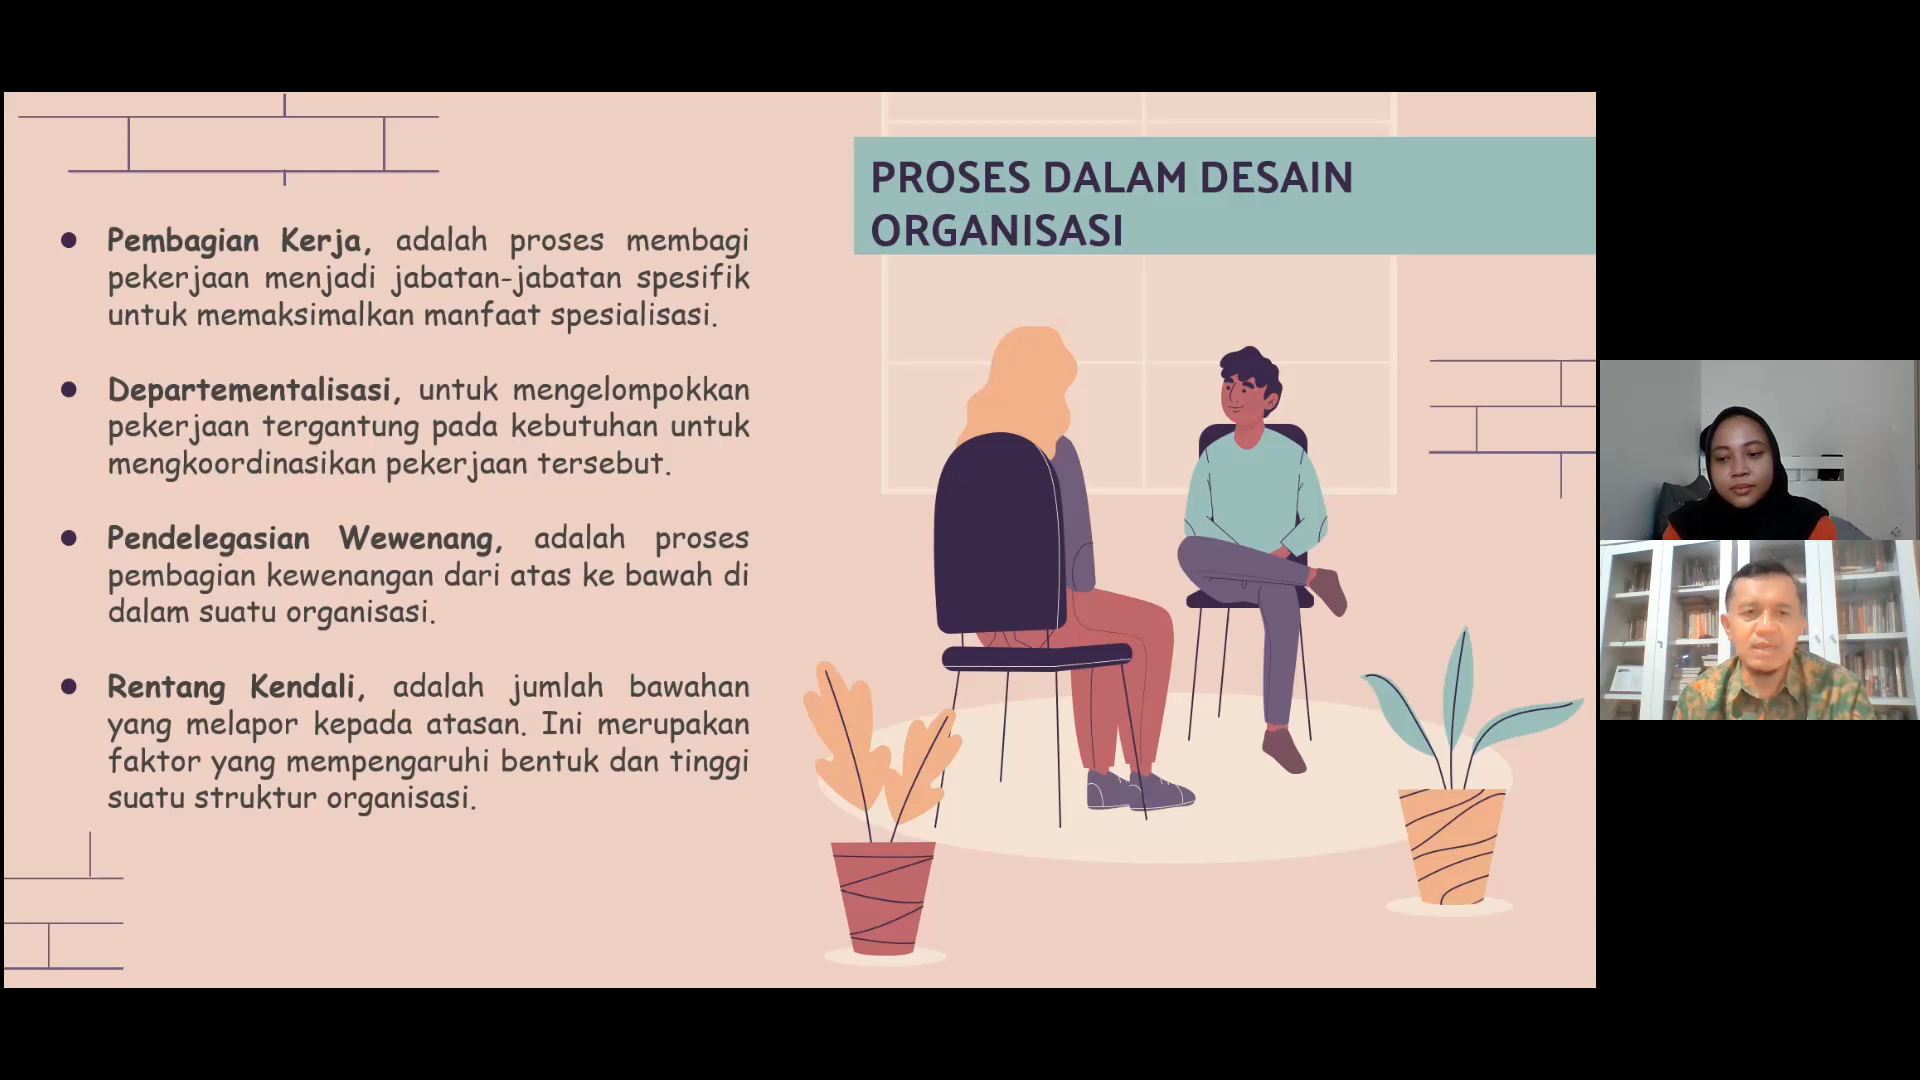 PROSES DALAM DESAIN
ORGANISASI
Pembagian Kerja, adalah proses membagi
pekerjaan menjadi jabatan-jabatan spesifik
untuk memaksimalkan manfaat spesialisasi.
Departementalisasi, untuk mengelompokkan
pekerjaan tergantung pada kebutuhan untuk
mengkoordinasikan pekerjaan tersebut.
Pendelegasian Wewenang, adalah proses
pembagian kewenangan dari atas ke bawah di
dalam suatu organisasi.
Rentang Kendali, adalah jumlah bawahan
yang melapor kepada atasan. Ini merupakan
faktor yang mempengaruhi bentuk dan tinggi
suatu struktur organisasi.